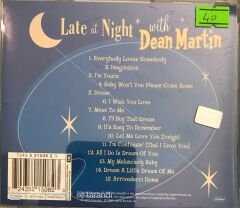 Late at Night with
Dean Martin
40
1. Everybody Loves Somebody
2. Imagination
3. I'm Yours
4. Baby Won't You Please Come Home
5. Dream
6. I Wish You Love
7. Mean To Me
8. I'll Buy That Dream
9. It's Easy To Remember
10. Let Me Love You Tonight
11. I'm Confessin' (That I Love You)
12. All I Do Is Dream Of You
13. My Melancholy Baby
14. Dream A Little Dream Of Me
15. Arrivederci Roma